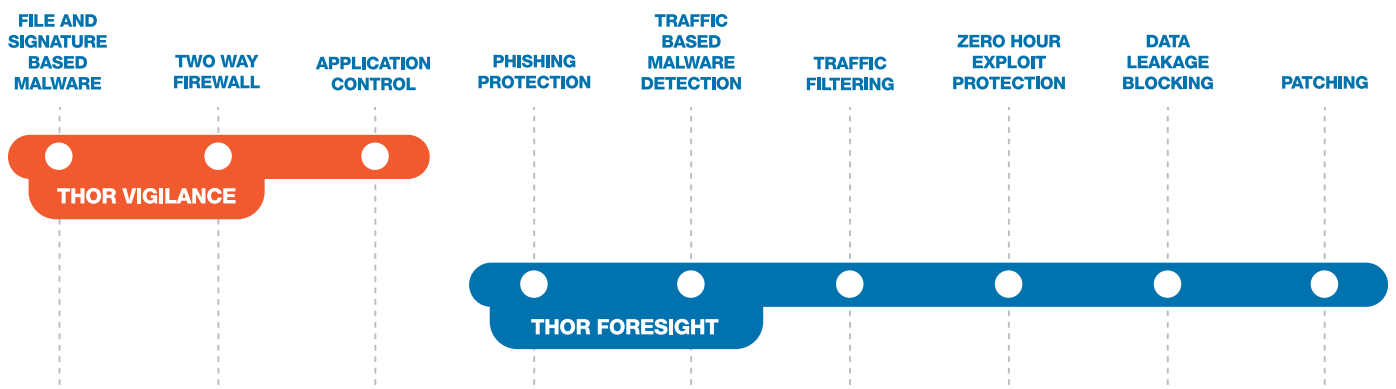 FILE AND
SIGNATURE
BASED
MALWARE
TWO WAY
FIREWALL
APPLICATION
CONTROL
PHISHING
PROTECTION
TRAFFIC
BASED
MALWARE
DETECTION
TRAFFIC
FILTERING
ZERO HOUR
EXPLOIT
PROTECTION
DATA
LEAKAGE
BLOCKING
PATCHING
THOR VIGILANCE
THOR FORESIGHT